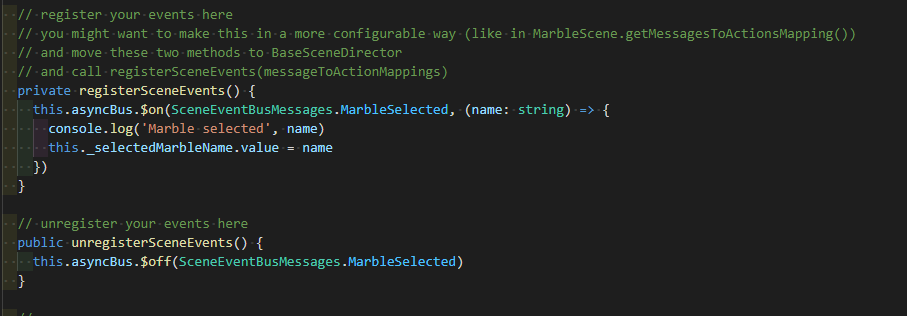 // register your events here
// you might want to make this in a more configurable way (like in MarbleScene.getMessagesToActionsMapping())
// and move these two methods to BaseSceneDirector
// and call registerSceneEvents(messageToActionMappings)
private registerSceneEvents() {
this.asyncBus.$on(SceneEventBusMessages.MarbleSelected, (name: string) => {
console.log('Marble selected', name)
this._selectedMarbleName.value = name
})
}
// unregister your events here
public unregisterSceneEvents() {
this.asyncBus.$off(SceneEventBusMessages.MarbleSelected)
}